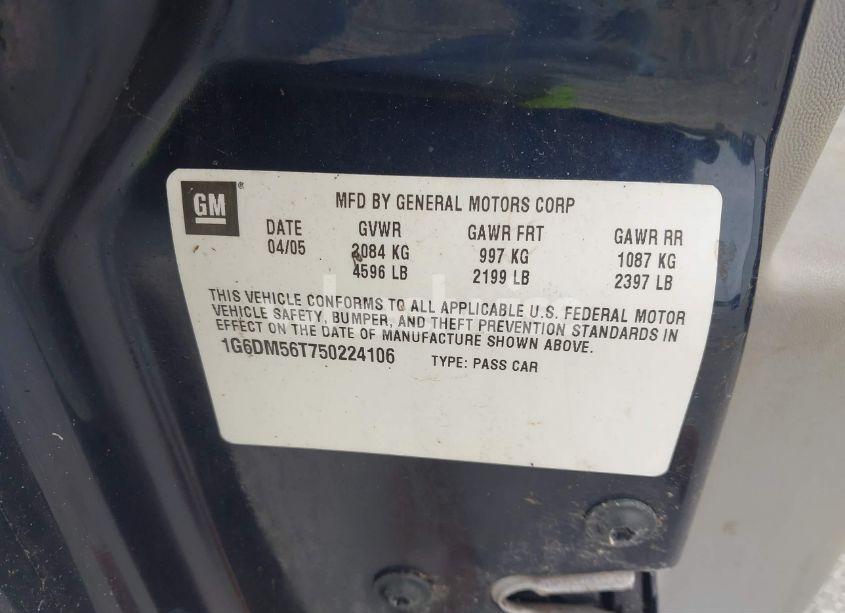 GM®
MFD BY GENERAL MOTORS CORP
DATE GVWR GAWR FRT GAWR RR
04/05 2084 KG 997 KG 1087 KG
4596 LB 2199 LB 2397 LB
THIS VEHICLE CONFORMS TO ALL APPLICABLE U.S. FEDERAL MOTOR
VEHICLE SAFETY, BUMPER, AND THEFT PREVENTION STANDARDS IN
EFFECT ON THE DATE OF MANUFACTURE SHOWN ABOVE.
1G6DM56T750224106 TYPE: PASS CAR